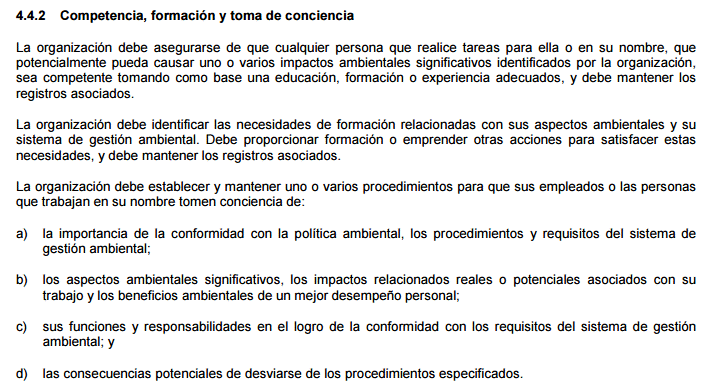 4.4.2 Competencia, formación y toma de conciencia
La organización debe asegurarse de que cualquier persona que realice tareas para ella o en su nombre, que
potencialmente pueda causar uno o varios impactos ambientales significativos identificados por la organización,
sea competente tomando como base una educación, formación o experiencia adecuados, y debe mantener los
registros asociados.
La organización debe identificar las necesidades de formación relacionadas con sus aspectos ambientales y su
sistema de gestión ambiental. Debe proporcionar formación o emprender otras acciones para satisfacer estas
necesidades, y debe mantener los registros asociados.
La organización debe establecer y mantener uno o varios procedimientos para que sus empleados o las personas
que trabajan en su nombre tomen conciencia de:
a) la importancia de la conformidad con la política ambiental, los procedimientos y requisitos del sistema de
gestión ambiental;
b) los aspectos ambientales significativos, los impactos relacionados reales o potenciales asociados con su
trabajo y los beneficios ambientales de un mejor desempeño personal;
c) sus funciones y responsabilidades en el logro de la conformidad con los requisitos del sistema de gestión
ambiental; y
d) las consecuencias potenciales de desviarse de los procedimientos especificados.